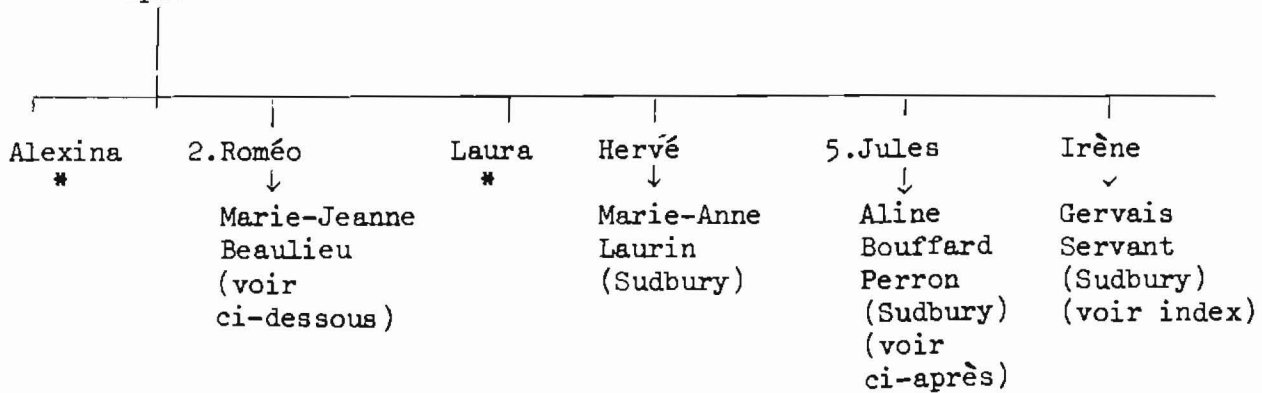 Alexina 2.Roméo Laura Hervé 5.Jules Irène
* ↓ * ↓ ↓ ↓
Marie-Jeanne Marie-Anne Aline Gervais
Beaulieu Laurin Bouffard Servant
(voir (Sudbury) Perron (Sudbury)
ci-dessous) (Sudbury) (voir index)
(voir
ci-après)